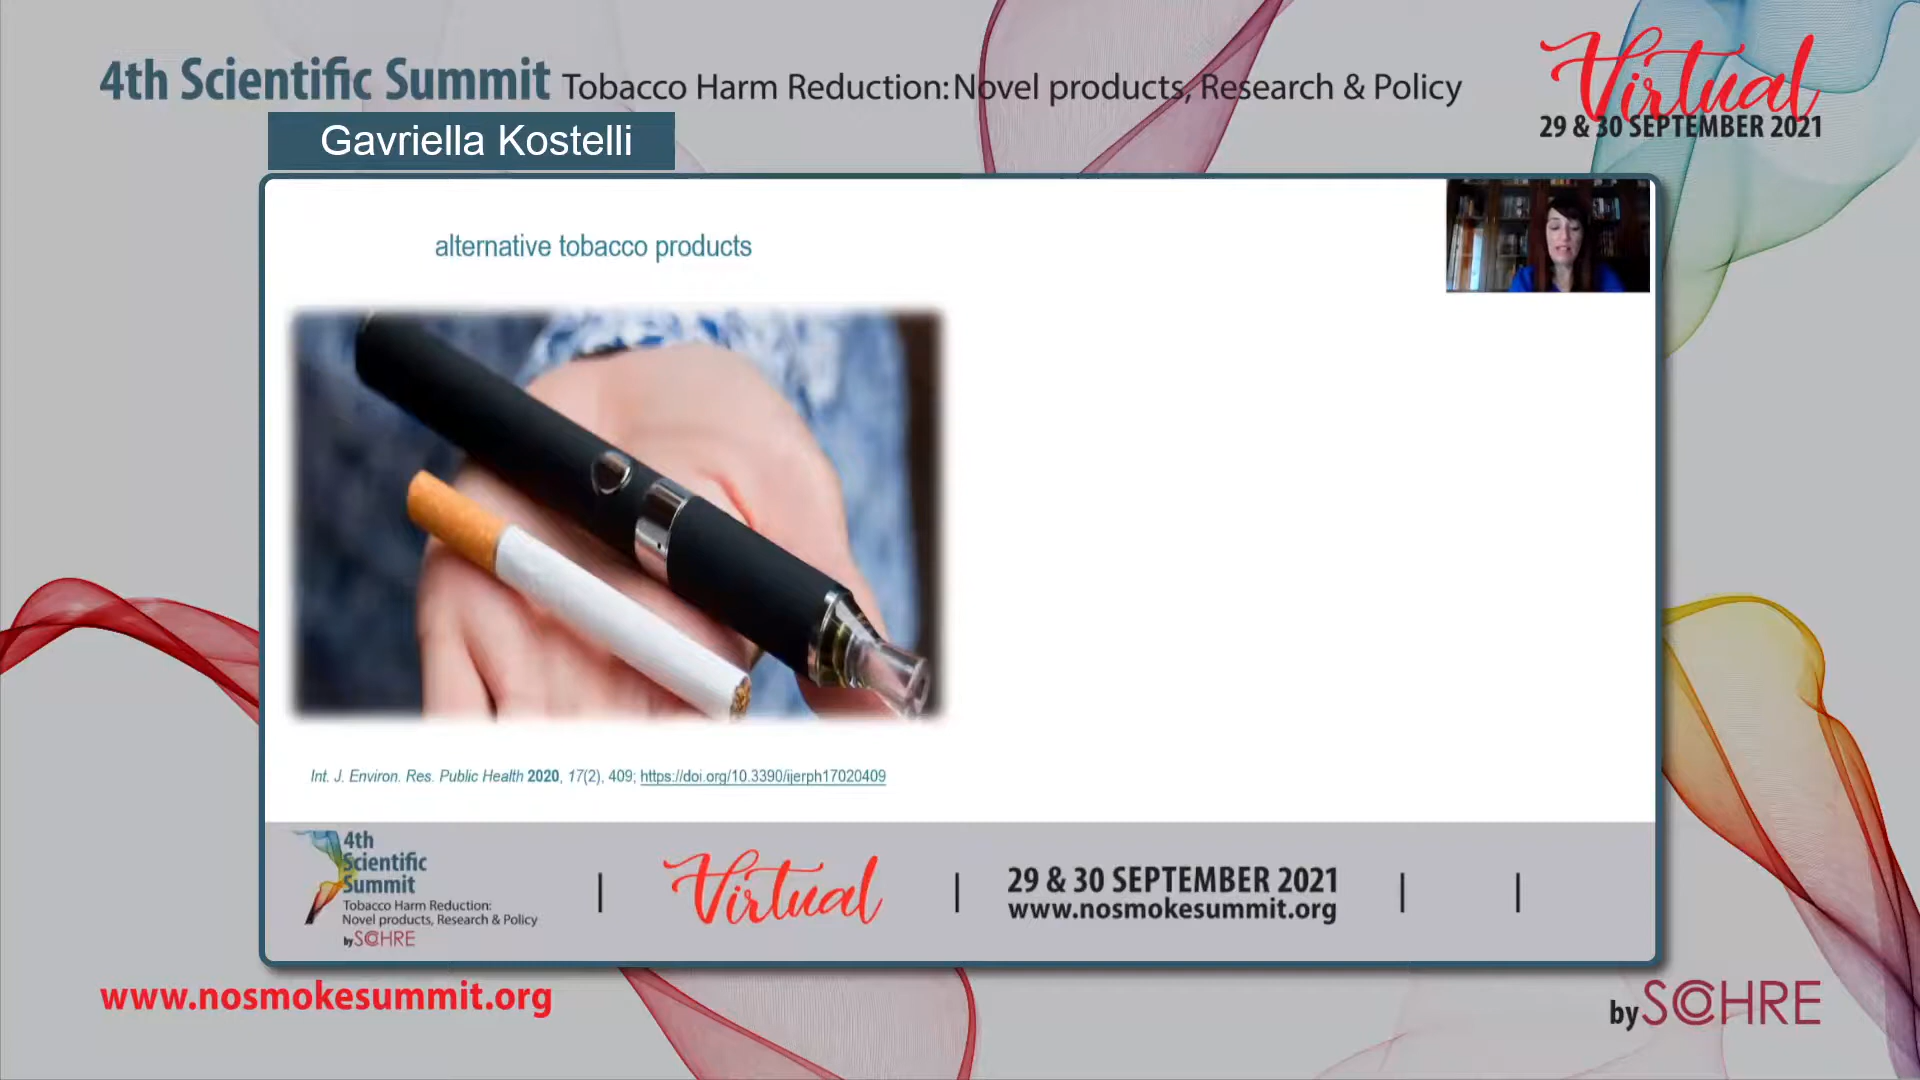 4th Scientific Summit Tobacco Harm Reduction: Novel products, Research & Policy
Virtual
29 & 30 SEPTEMBER 2021
Gavriella Kostelli
alternative tobacco products
Int. J. Environ. Res. Public Health 2020, 17(2), 409; https://doi.org/10.3390/ijerph17020409
4th
Scientific
Summit
Tobacco Harm Reduction:
Novel products, Research & Policy
by SCOHRE
Virtual
29 & 30 SEPTEMBER 2021
www.nosmokesummit.org
www.nosmokesummit.org
by SCOHRE